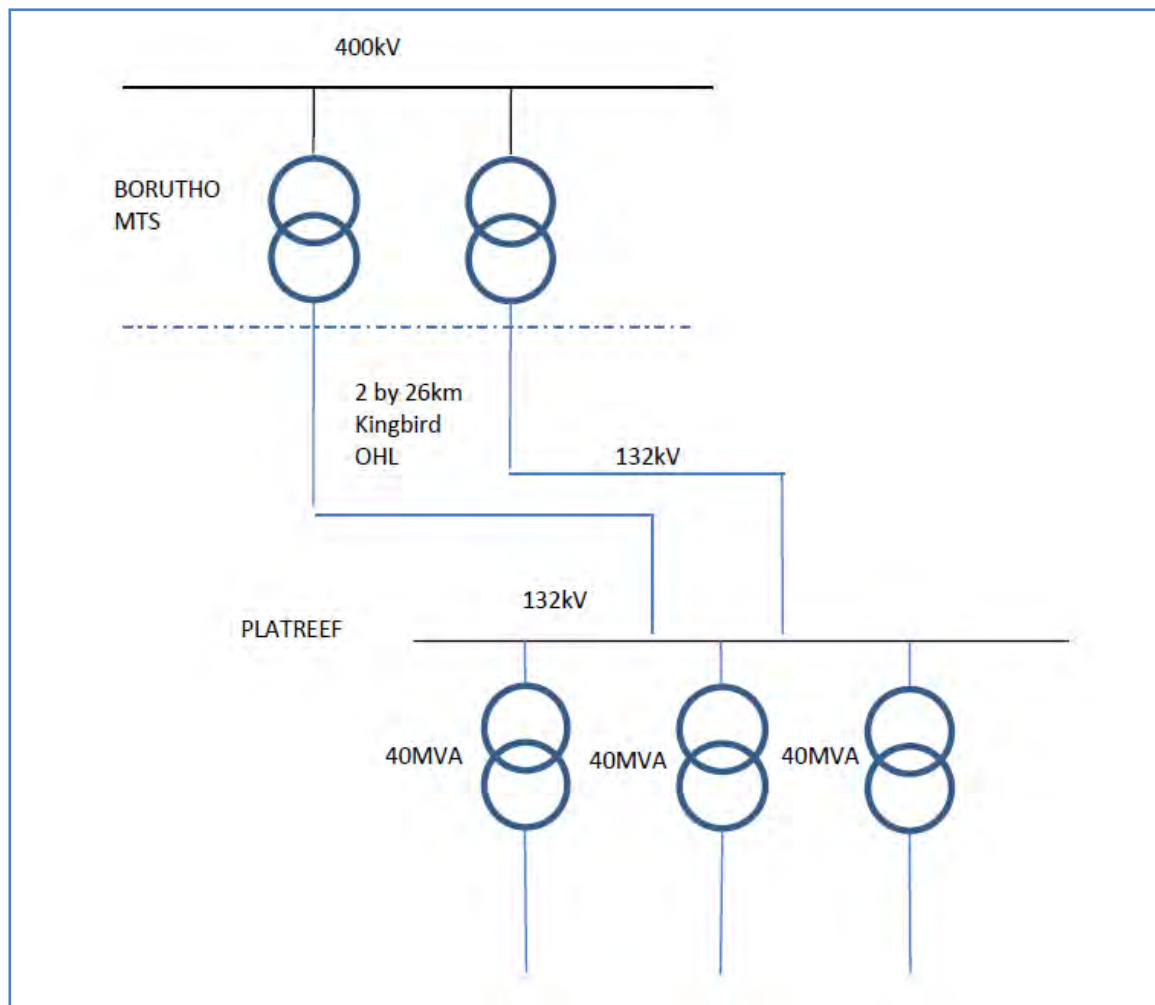 400kV
BORUTHO
MTS
2 by 26km
Kingbird
OHL
132kV
132kV
PLATREEF
40MVA
40MVA
40MVA